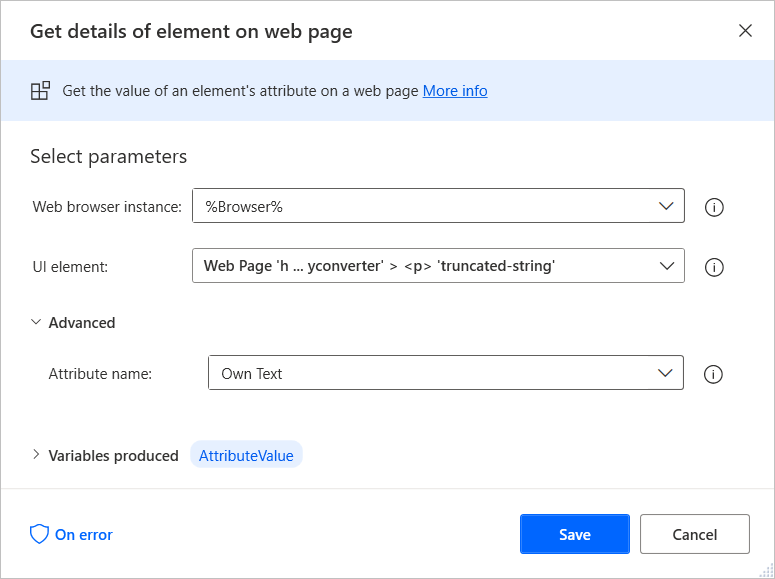 Get details of element on web page
Get the value of an element's attribute on a web page More info
Select parameters
Web browser instance: %Browser%
UI element: Web Page 'h ... yconverter' > <p> 'truncated-string'
Advanced
Attribute name: Own Text
Variables produced AttributeValue
On error Save Cancel